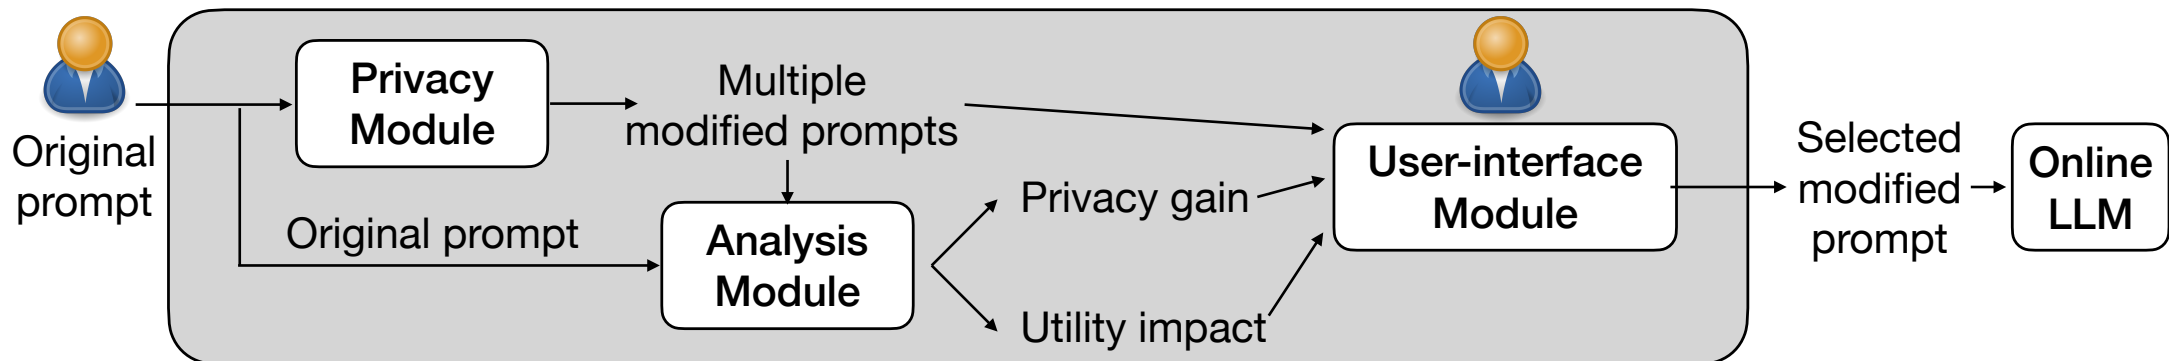 Original
prompt
Privacy
Module
Multiple
modified prompts
Original prompt
Analysis
Module
Privacy gain
Utility impact
User-interface
Module
Selected
modified
prompt
Online
LLM